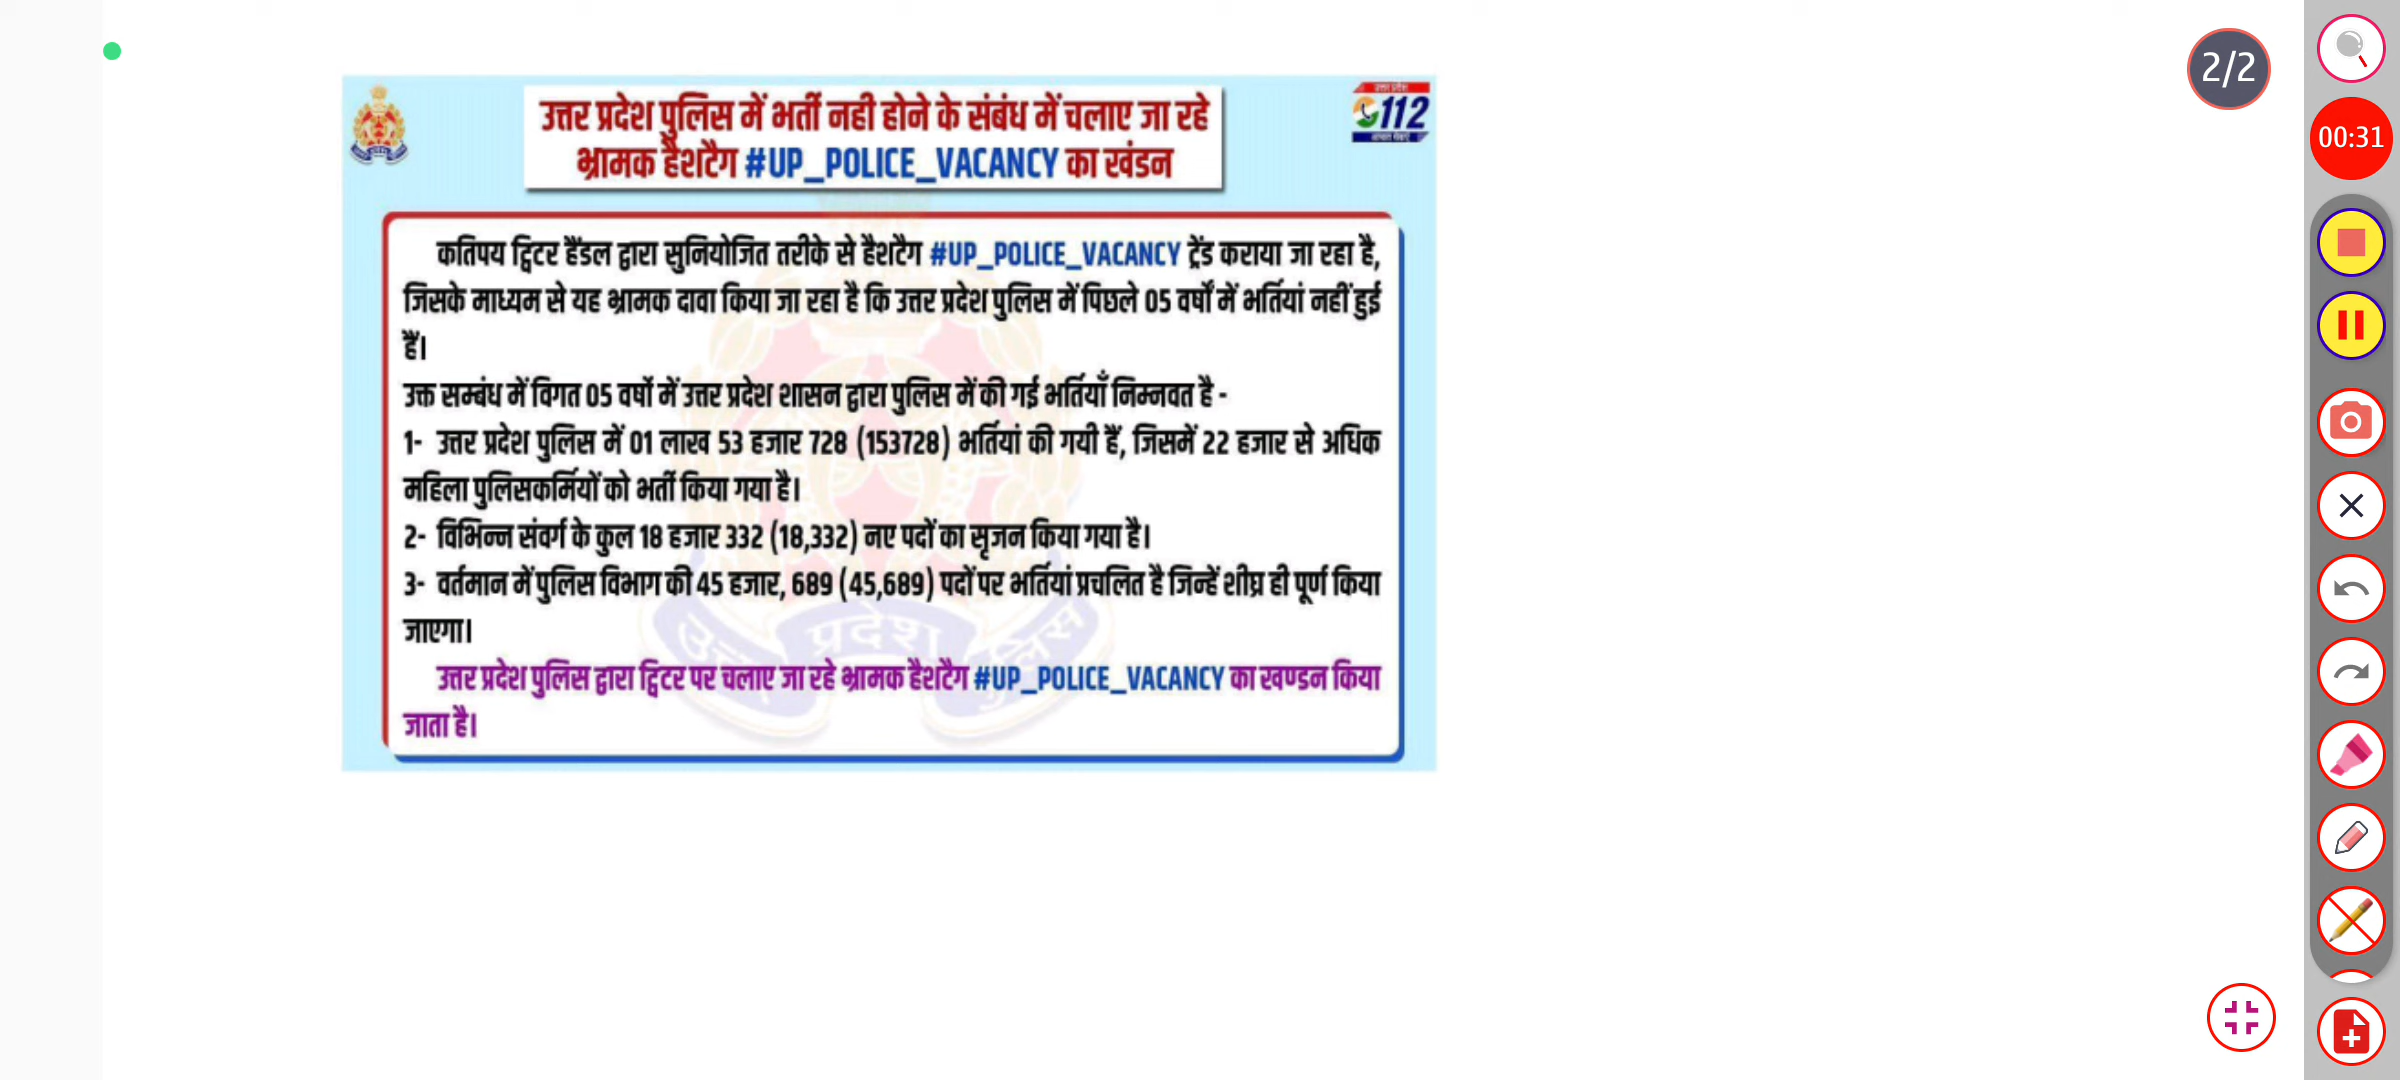 2/2
00:31
उत्तर प्रदेश
112
उत्तर प्रदेश पुलिस में भर्ती नही होने के संबंध में चलाए जा रहे
भ्रामक हैशटैग #UP_POLICE_VACANCY का खंडन
कतिपय ट्विटर हैंडल द्वारा सुनियोजित तरीके से हैशटैग #UP_POLICE_VACANCY ट्रेंड कराया जा रहा है,
जिसके माध्यम से यह भ्रामक दावा किया जा रहा है कि उत्तर प्रदेश पुलिस में पिछले 05 वर्षों में भर्तियां नहीं हुई
हैं।
उक्त सम्बंध में विगत 05 वर्षो में उत्तर प्रदेश शासन द्वारा पुलिस में की गई भर्तियाँ निम्नवत है -
1- उत्तर प्रदेश पुलिस में 01 लाख 53 हजार 728 (153728) भर्तियां की गयी हैं, जिसमें 22 हजार से अधिक
महिला पुलिसकर्मियों को भर्ती किया गया है।
2- विभिन्न संवर्ग के कुल 18 हजार 332 (18,332) नए पदों का सृजन किया गया है।
3- वर्तमान में पुलिस विभाग की 45 हजार, 689 (45,689) पदों पर भर्तियां प्रचलित है जिन्हें शीघ्र ही पूर्ण किया
जाएगा।
उत्तर प्रदेश पुलिस द्वारा ट्विटर पर चलाए जा रहे भ्रामक हैशटैग #UP_POLICE_VACANCY का खण्डन किया
जाता है।